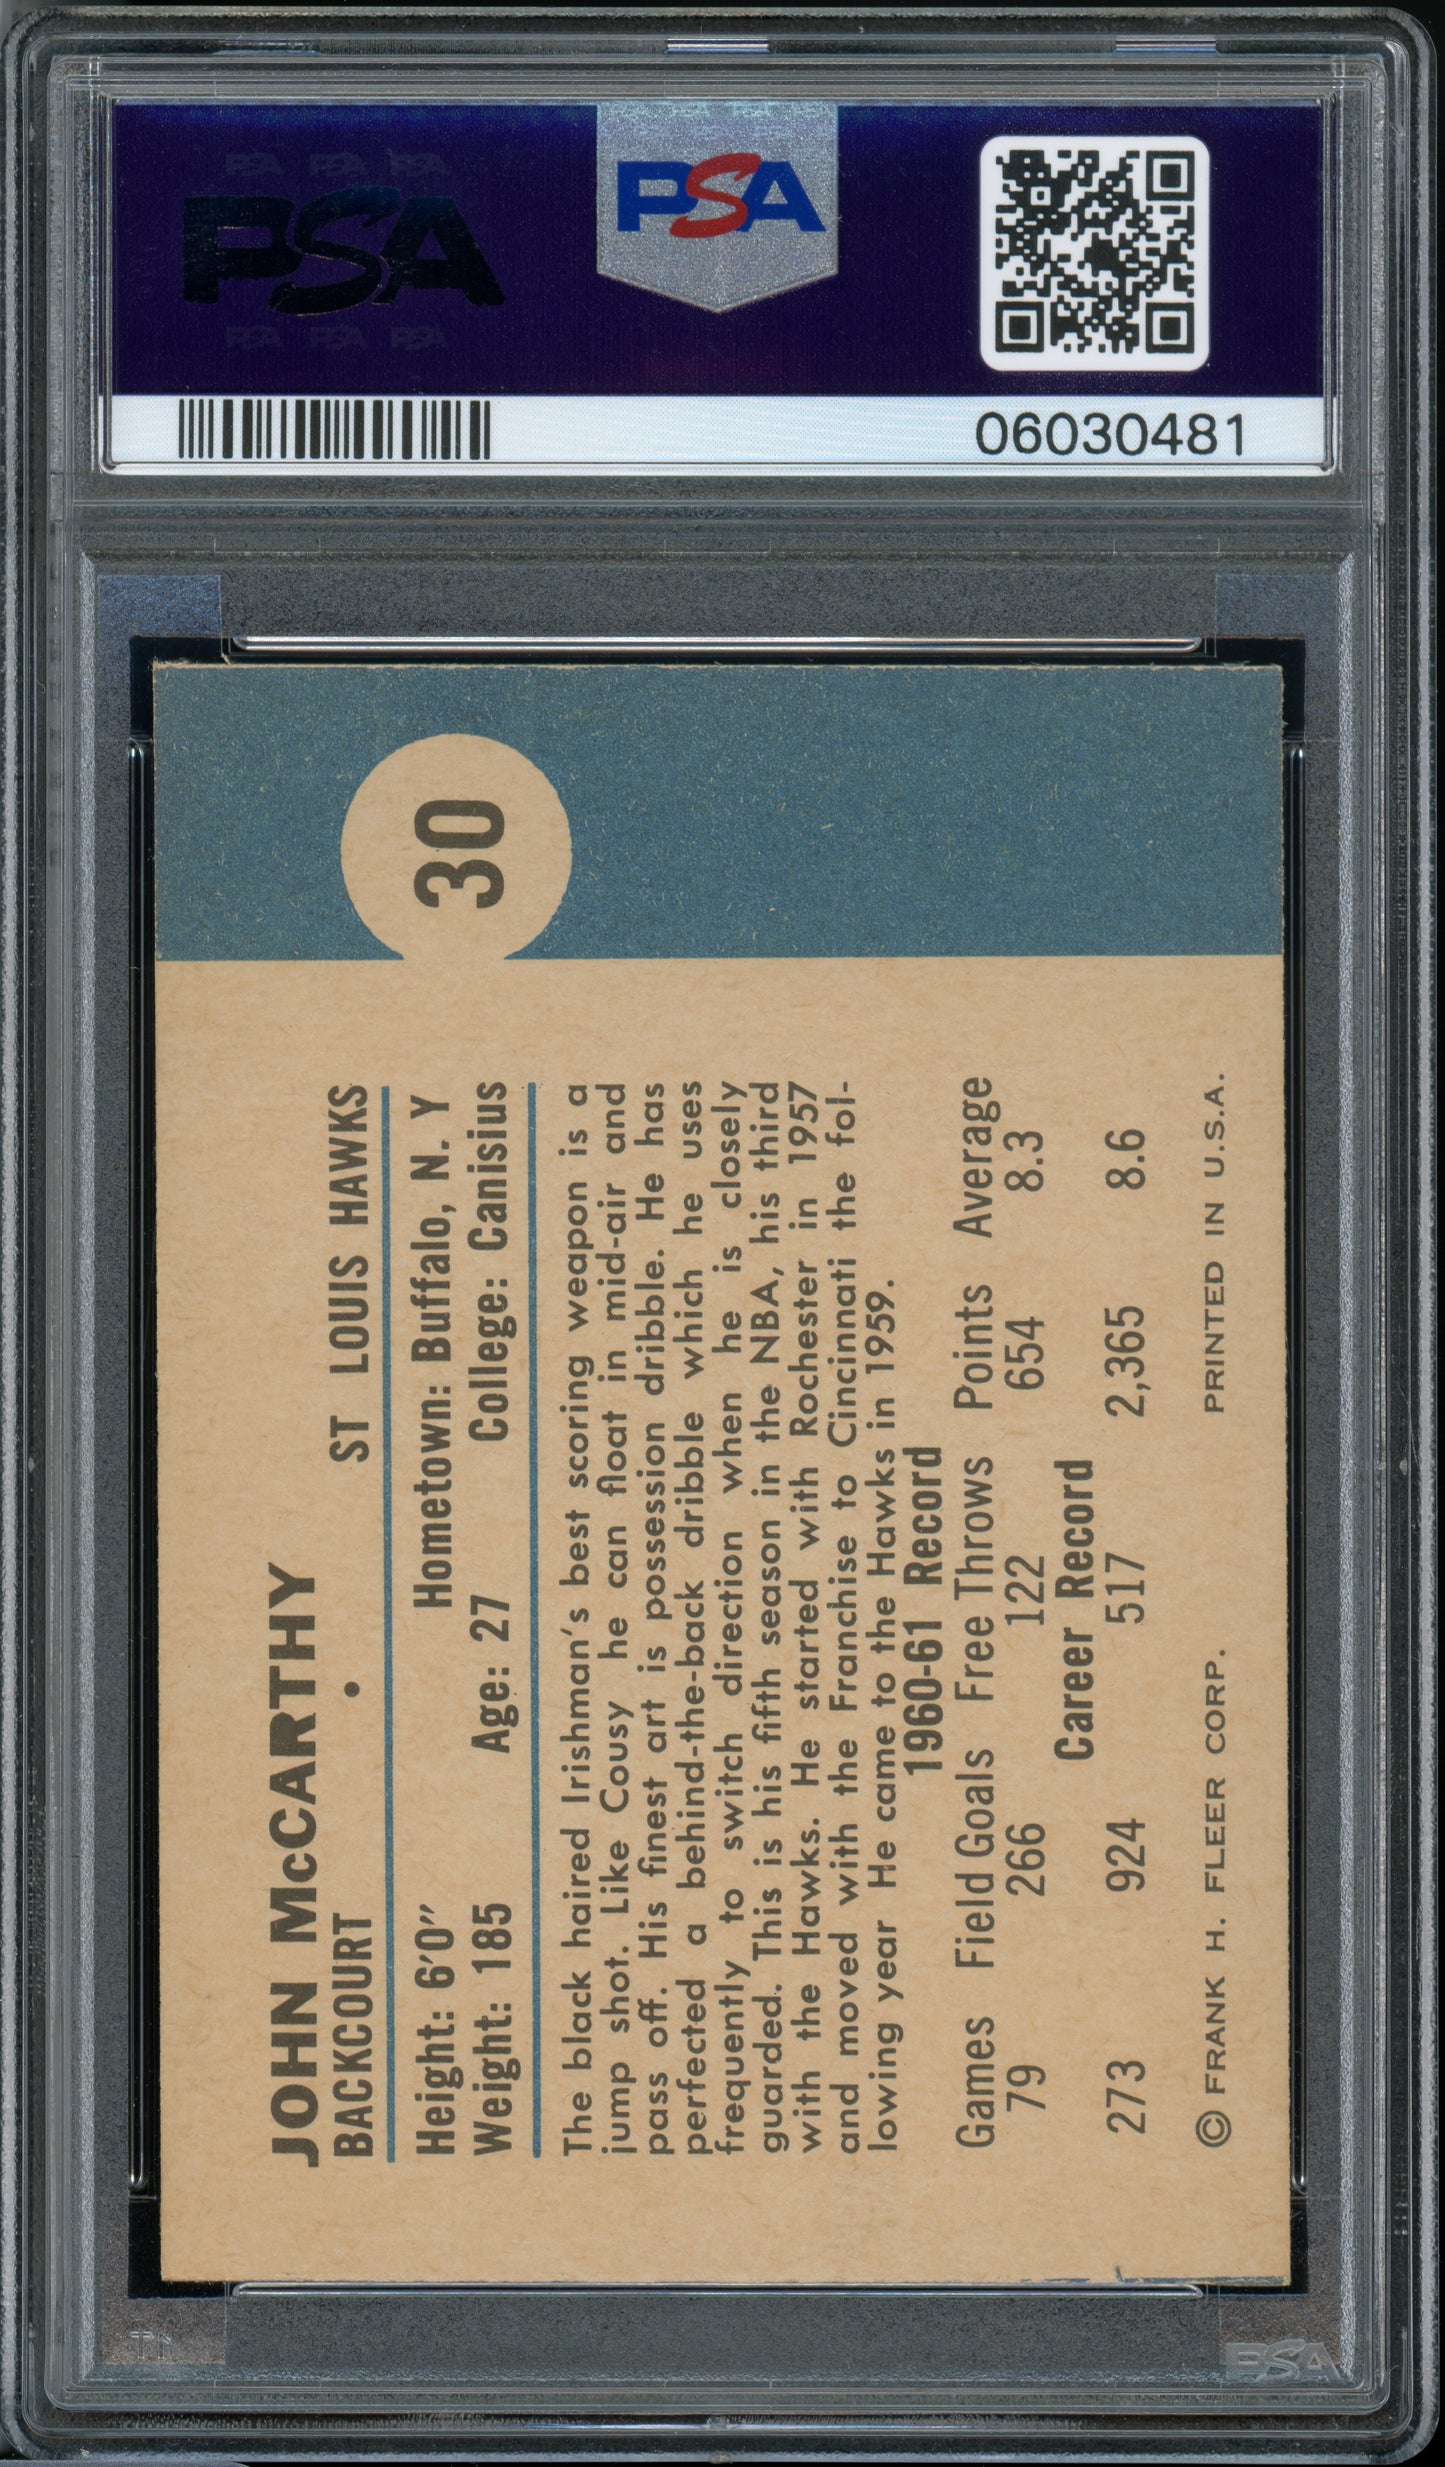 PSA PSA PSA
PSA
PSA PSA PSA
PSA
06030481
30
JOHN McCARTHY
BACKCOURT • ST LOUIS HAWKS
Height: 6'0" Hometown: Buffalo, N. Y
Weight: 185 Age: 27 College: Canisius
The black haired Irishman's best scoring weapon is a
jump shot. Like Cousy he can float in mid-air and
pass off. His finest art is possession dribble. He has
perfected a behind-the-back dribble which he uses
frequently to switch direction when he is closely
guarded. This is his fifth season in the NBA, his third
with the Hawks. He started with Rochester in 1957
and moved with the Franchise to Cincinnati the fol-
lowing year He came to the Hawks in 1959.
1960-61 Record
Games Field Goals Free Throws Points Average
79 266 122 654 8.3
Career Record
273 924 517 2,365 8.6
© FRANK H. FLEER CORP. PRINTED IN U.S.A.
PSA